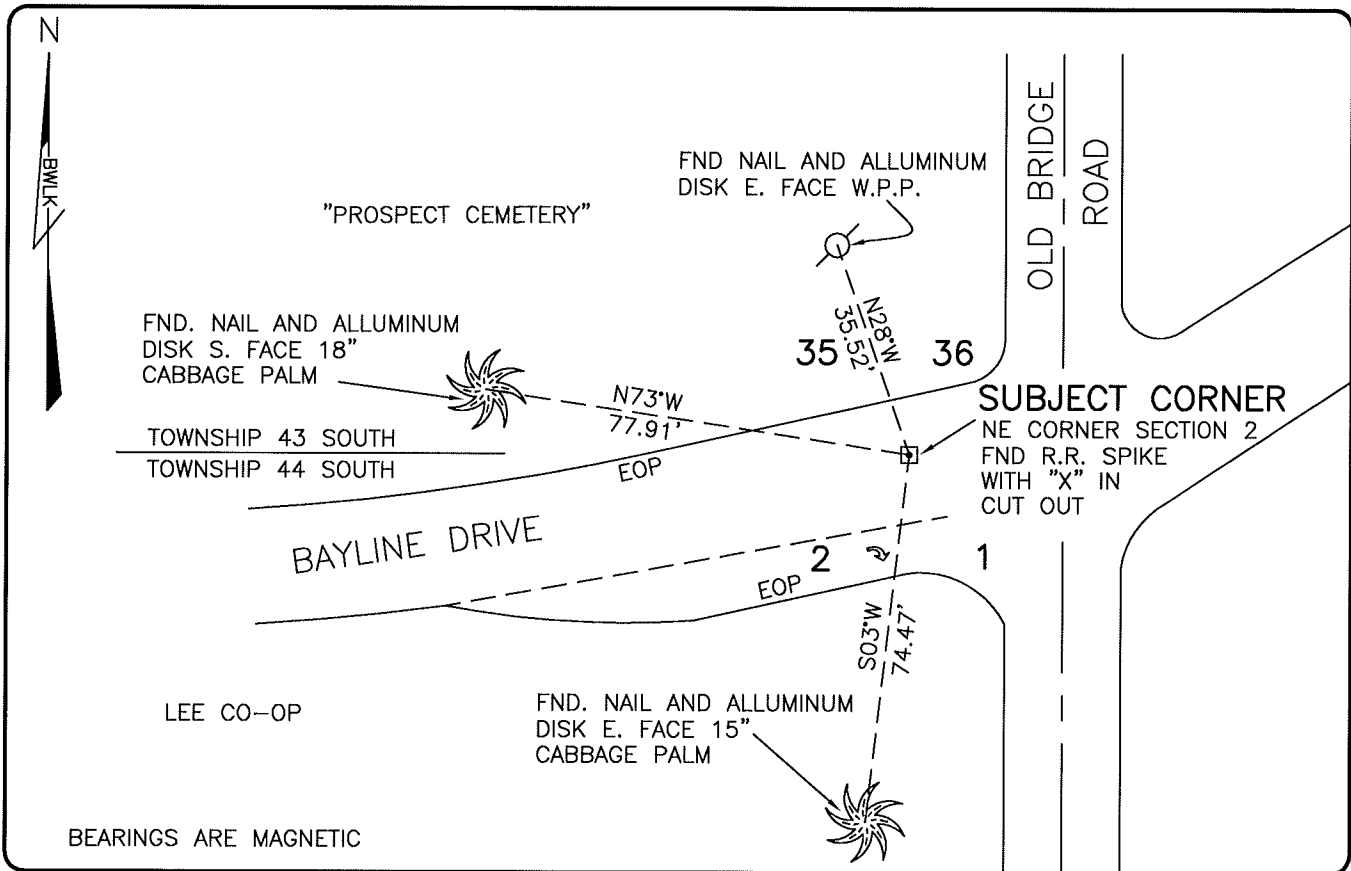 N
BWLK
"PROSPECT CEMETERY"
FND NAIL AND ALLUMINUM
DISK E. FACE W.P.P.
OLD BRIDGE
ROAD
FND. NAIL AND ALLUMINUM
DISK S. FACE 18"
CABBAGE PALM
N28°W
35.52'
35
36
N73°W
77.91'
SUBJECT CORNER
NE CORNER SECTION 2
FND R.R. SPIKE
WITH "X" IN
CUT OUT
TOWNSHIP 43 SOUTH
TOWNSHIP 44 SOUTH
EOP
BAYLINE DRIVE
2
1
EOP
S03°W
74.47'
LEE CO-OP
FND. NAIL AND ALLUMINUM
DISK E. FACE 15"
CABBAGE PALM
BEARINGS ARE MAGNETIC